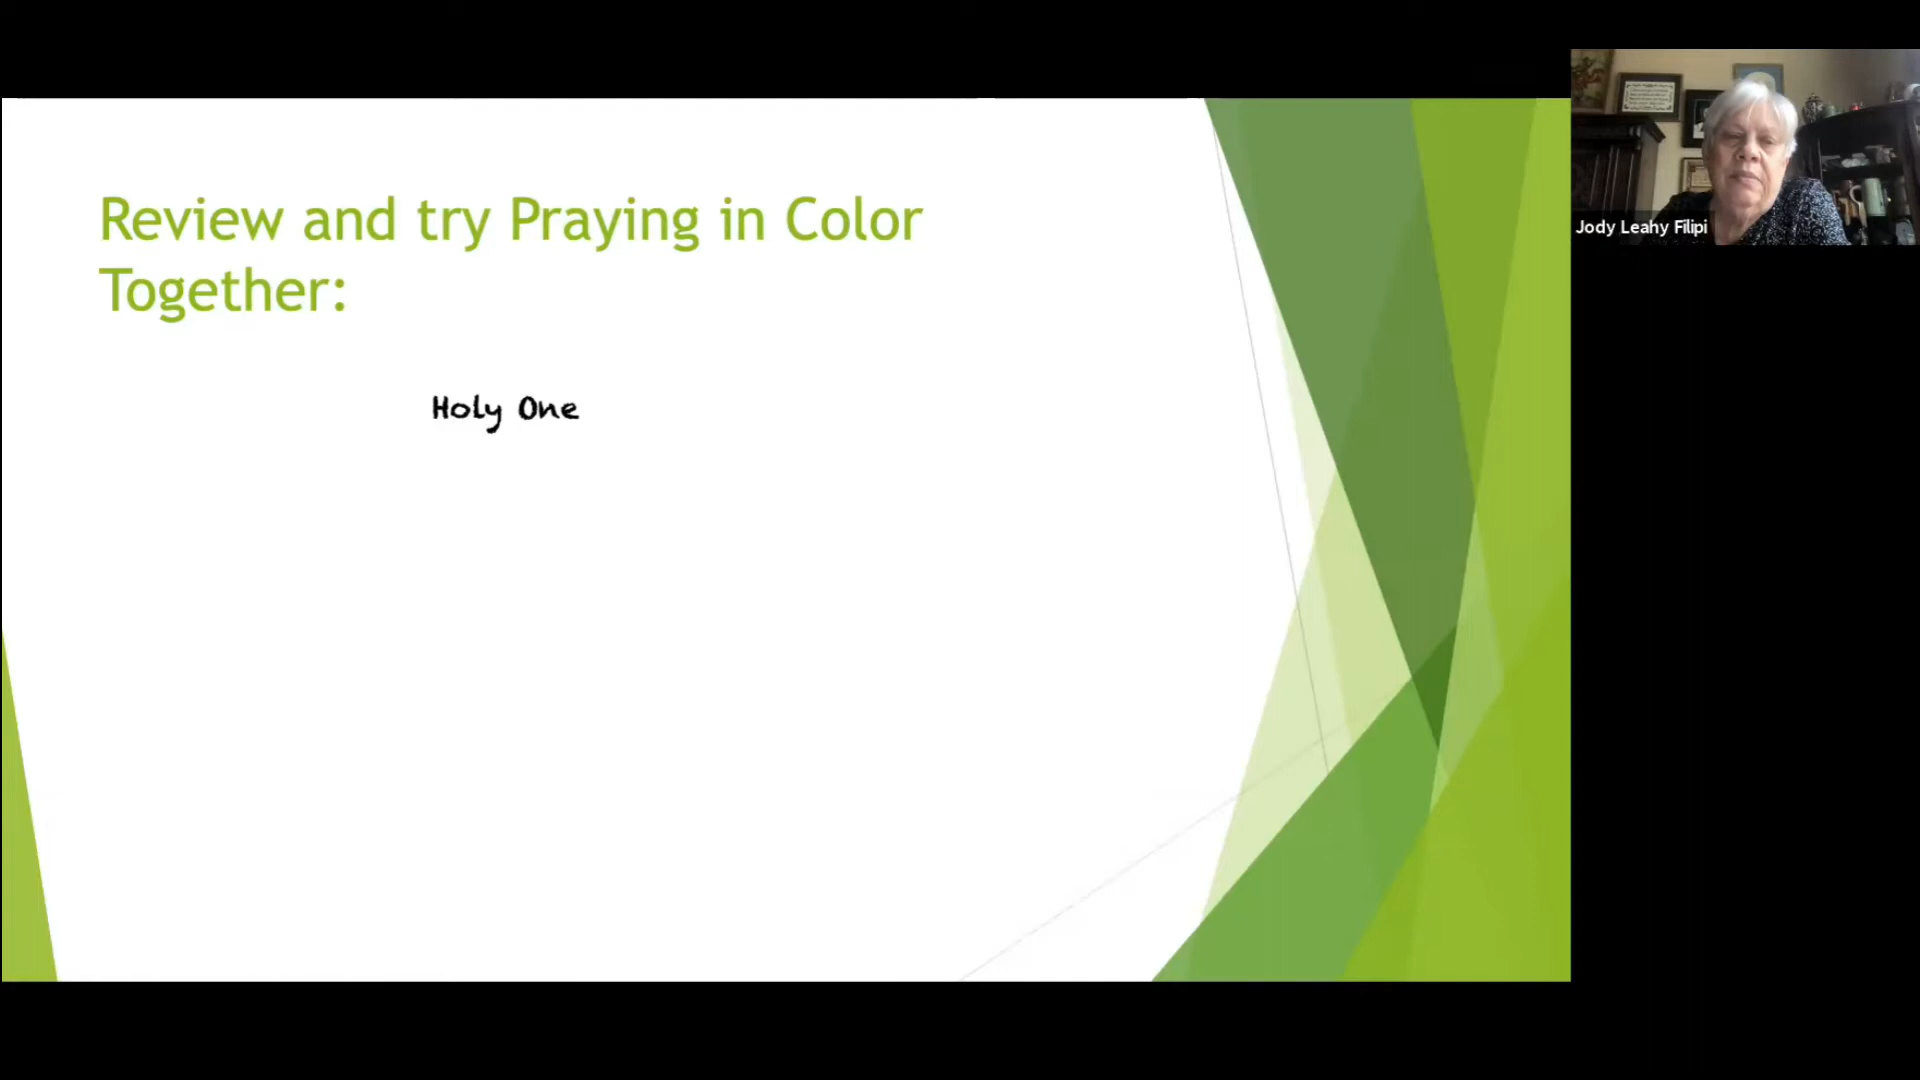 Review and try Praying in Color
Together:
Holy One
Jody Leahy Filipi